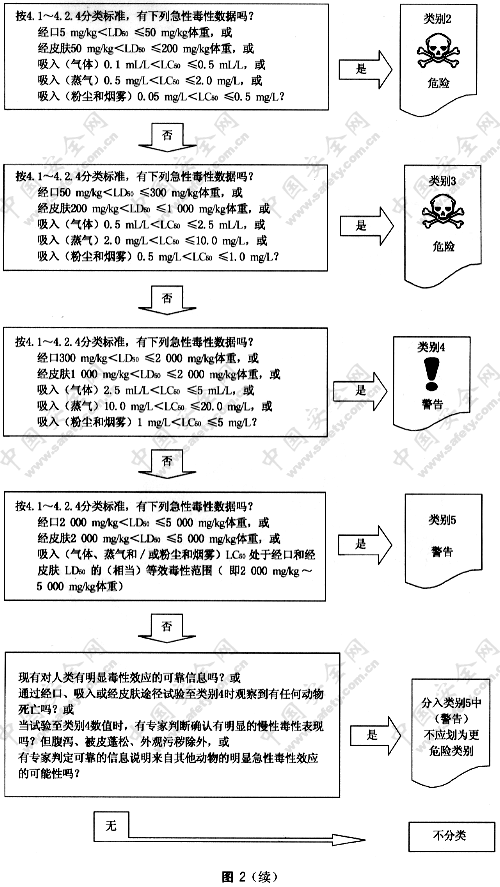 按4.1～4.2.4分类标准，有下列急性毒性数据吗？
经口5 mg/kg＜LD₅₀ ≤50 mg/kg体重，或
经皮肤50 mg/kg＜LD₅₀ ≤200 mg/kg体重，或
吸入（气体）0.1 mL/L＜LC₅₀ ≤0.5 mL/L，或
吸入（蒸气）0.5 mg/L＜LC₅₀ ≤2.0 mg/L，或
吸入（粉尘和烟雾）0.05 mg/L＜LC₅₀ ≤0.5 mg/L？
是
类别2
危险
否
按4.1～4.2.4分类标准，有下列急性毒性数据吗？
经口50 mg/kg＜LD₅₀ ≤300 mg/kg体重，或
经皮肤200 mg/kg＜LD₅₀ ≤1 000 mg/kg体重，或
吸入（气体）0.5 mL/L＜LC₅₀ ≤2.5 mL/L，或
吸入（蒸气）2.0 mg/L＜LC₅₀ ≤10.0 mg/L，或
吸入（粉尘和烟雾）0.5 mg/L＜LC₅₀ ≤1.0 mg/L？
是
类别3
危险
否
按4.1～4.2.4分类标准，有下列急性毒性数据吗？
经口300 mg/kg＜LD₅₀ ≤2 000 mg/kg体重，或
经皮肤1 000 mg/kg＜LD₅₀ ≤2 000 mg/kg体重，或
吸入（气体）2.5 mL/L＜LC₅₀ ≤5 mL/L，或
吸入（蒸气）10.0 mg/L＜LC₅₀ ≤20.0 mg/L，或
吸入（粉尘和烟雾）1 mg/L＜LC₅₀ ≤5 mg/L？
是
类别4
警告
否
按4.1～4.2.4分类标准，有下列急性毒性数据吗？
经口2 000 mg/kg＜LD₅₀ ≤5 000 mg/kg体重，或
经皮肤2 000 mg/kg＜LD₅₀ ≤5 000 mg/kg体重，或
吸入（气体、蒸气和/或粉尘和烟雾）LC₅₀ 处于经口和经
皮肤 LD₅₀ 的（相当）等效毒性范围（即2 000 mg/kg～
5 000 mg/kg体重）
是
类别5
警告
否
现有对人类有明显毒性效应的可靠信息吗？或
通过经口、吸入或经皮肤途径试验至类别4时观察到有任何动物
死亡吗？或
当试验至类别4数值时，有专家判断确认有明显的慢性毒性表现
吗？但腹泻、被皮蓬松、外观污秽除外，或
有专家判定可靠的信息说明来自其他动物的明显急性毒性效应
的可能性吗？
是
分入类别5中
（警告）
不应划为更
危险类别
无
不分类
图 2（续）
中国安全网
www.safety.com.cn